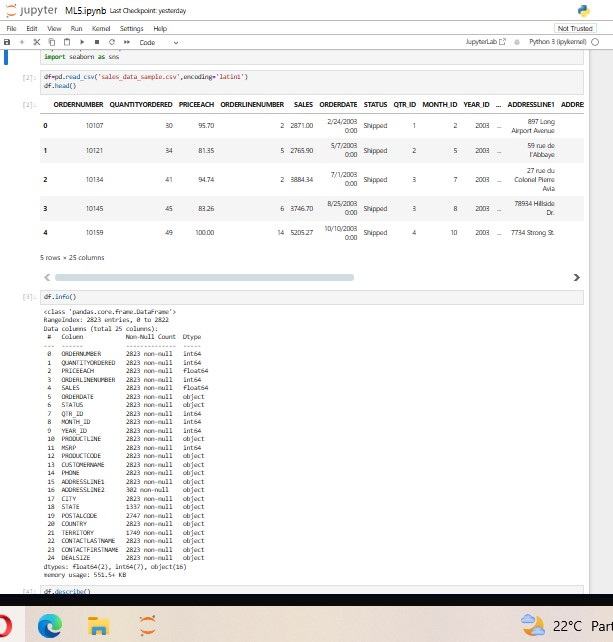 jupyter ML5.ipynb Last Checkpoint: yesterday
File Edit View Run Kernel Settings Help
Not Trusted
Code
JupyterLab
Python 3 (ipykernel)
import seaborn as sns
[2]: df=pd.read_csv('sales_data_sample.csv',encoding='latin1')
df.head()
[2]: ORDERNUMBER QUANTITYORDERED PRICEEACH ORDERLINENUMBER SALES ORDERDATE STATUS QTR_ID MONTH_ID YEAR_ID ... ADDRESSLINE1 ADDRES
0 10107 30 95.70 2 2871.00 2/24/2003 0:00 Shipped 1 2 2003 ... 897 Long Airport Avenue
1 10121 34 81.35 5 2765.90 5/7/2003 0:00 Shipped 2 5 2003 ... 59 rue de l'Abbaye
2 10134 41 94.74 2 3884.34 7/1/2003 0:00 Shipped 3 7 2003 ... 27 rue du Colonel Pierre Avia
3 10145 45 83.26 6 3746.70 8/25/2003 0:00 Shipped 3 8 2003 ... 78934 Hillside Dr.
4 10159 49 100.00 14 5205.27 10/10/2003 0:00 Shipped 4 10 2003 ... 7734 Strong St.
5 rows × 25 columns
[3]: df.info()
<class 'pandas.core.frame.DataFrame'>
RangeIndex: 2823 entries, 0 to 2822
Data columns (total 25 columns):
# Column Non-Null Count Dtype
--- ------ -------------- -----
0 ORDERNUMBER 2823 non-null int64
1 QUANTITYORDERED 2823 non-null int64
2 PRICEEACH 2823 non-null float64
3 ORDERLINENUMBER 2823 non-null int64
4 SALES 2823 non-null float64
5 ORDERDATE 2823 non-null object
6 STATUS 2823 non-null object
7 QTR_ID 2823 non-null int64
8 MONTH_ID 2823 non-null int64
9 YEAR_ID 2823 non-null int64
10 PRODUCTLINE 2823 non-null object
11 MSRP 2823 non-null int64
12 PRODUCTCODE 2823 non-null object
13 CUSTOMERNAME 2823 non-null object
14 PHONE 2823 non-null object
15 ADDRESSLINE1 2823 non-null object
16 ADDRESSLINE2 302 non-null object
17 CITY 2823 non-null object
18 STATE 1337 non-null object
19 POSTALCODE 2747 non-null object
20 COUNTRY 2823 non-null object
21 TERRITORY 1749 non-null object
22 CONTACTLASTNAME 2823 non-null object
23 CONTACTFIRSTNAME 2823 non-null object
24 DEALSIZE 2823 non-null object
dtypes: float64(2), int64(7), object(16)
memory usage: 551.5+ KB
[4]: df.describe()
22°C Part